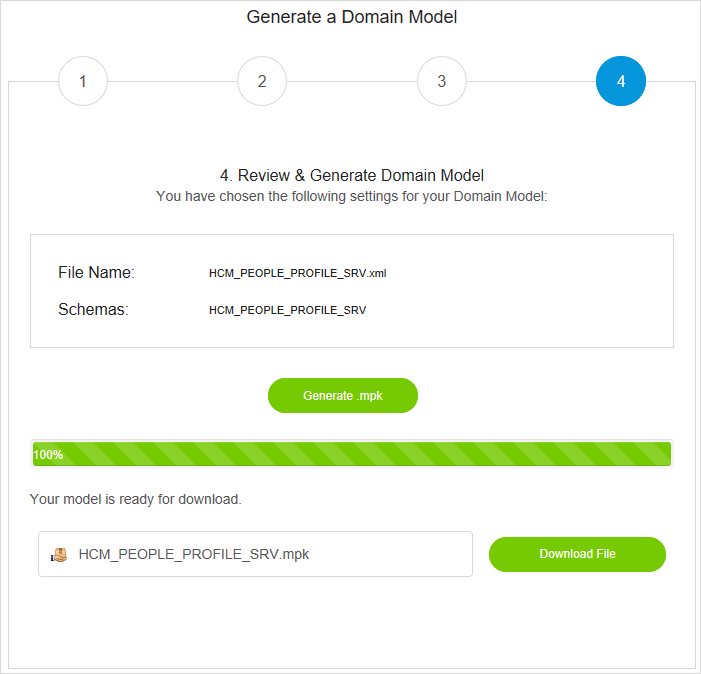 Generate a Domain Model
1 2 3 4
4. Review & Generate Domain Model
You have chosen the following settings for your Domain Model:
File Name: HCM_PEOPLE_PROFILE_SRV.xml
Schemas: HCM_PEOPLE_PROFILE_SRV
Generate .mpk
100%
Your model is ready for download.
HCM_PEOPLE_PROFILE_SRV.mpk Download File